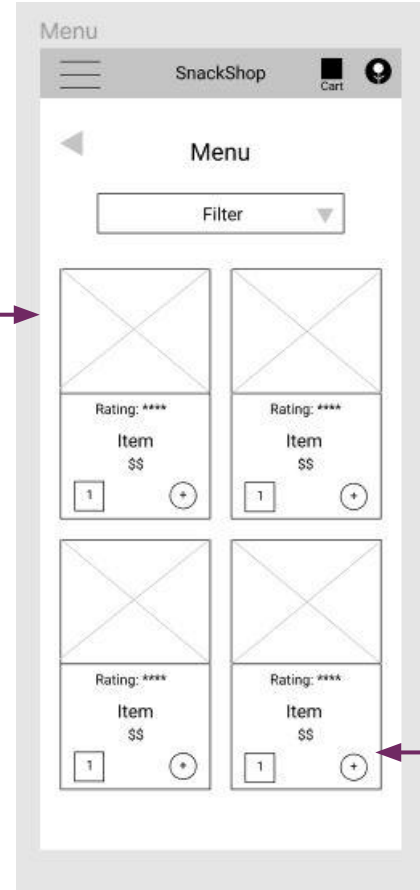 Menu
SnackShop
Cart
Menu
Filter
Rating: ****
Item
$$
1
+
Rating: ****
Item
$$
1
+
Rating: ****
Item
$$
1
+
Rating: ****
Item
$$
1
+